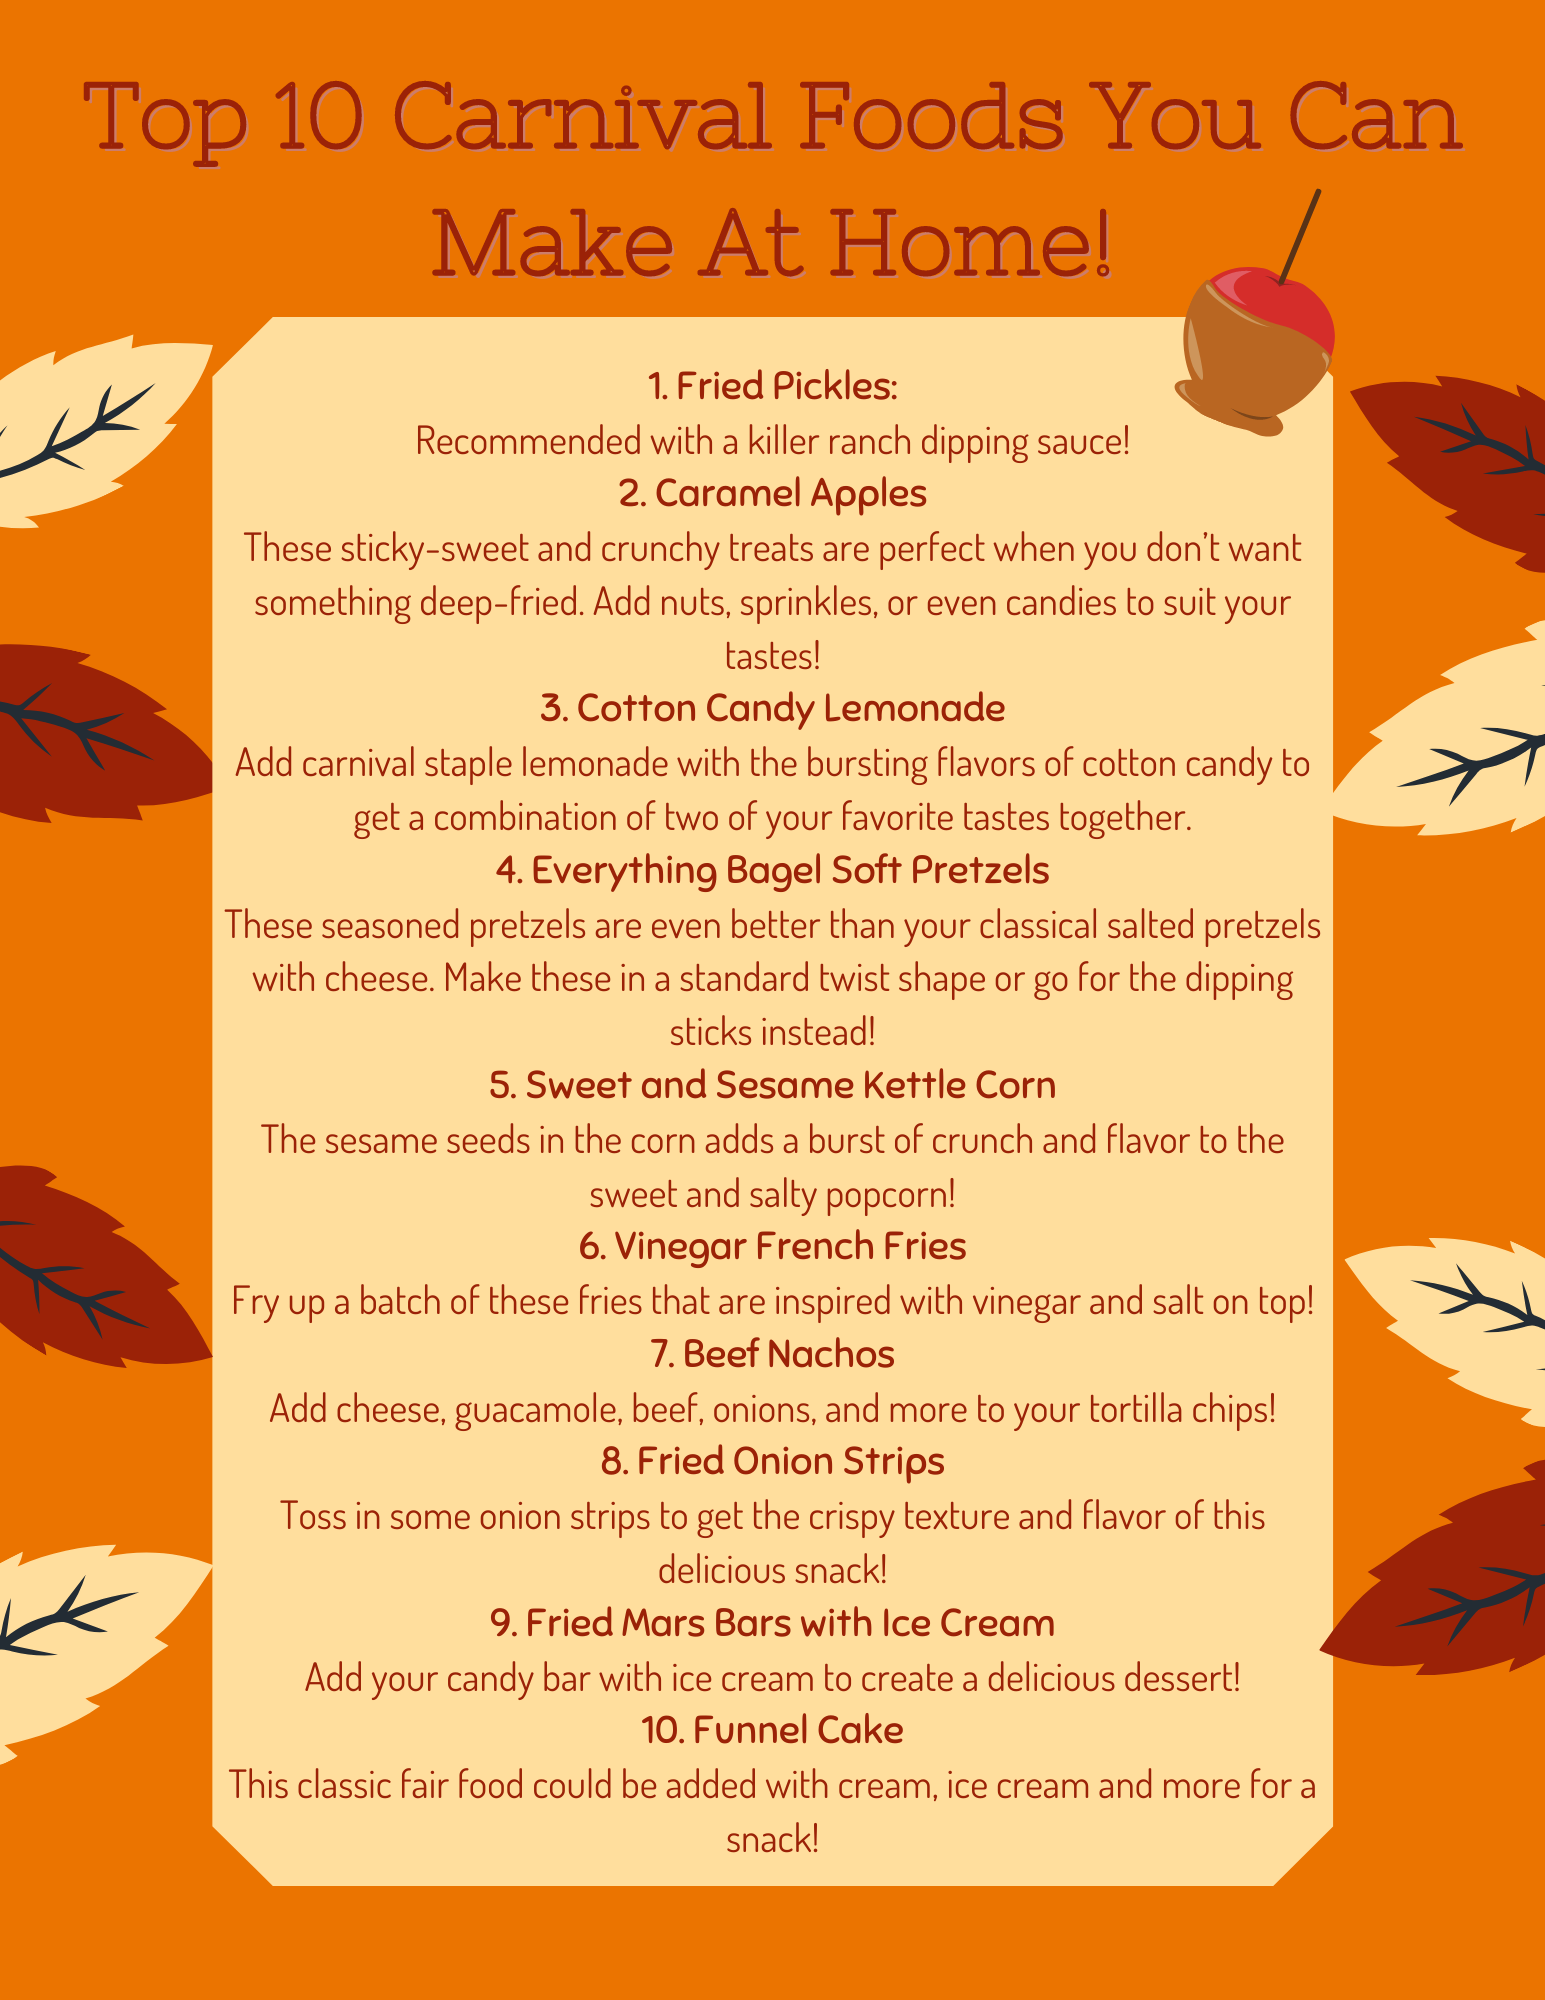 Top 10 Carnival Foods You Can
Make At Home!
1. Fried Pickles:
Recommended with a killer ranch dipping sauce!
2. Caramel Apples
These sticky-sweet and crunchy treats are perfect when you don’t want
something deep-fried. Add nuts, sprinkles, or even candies to suit your
tastes!
3. Cotton Candy Lemonade
Add carnival staple lemonade with the bursting flavors of cotton candy to
get a combination of two of your favorite tastes together.
4. Everything Bagel Soft Pretzels
These seasoned pretzels are even better than your classical salted pretzels
with cheese. Make these in a standard twist shape or go for the dipping
sticks instead!
5. Sweet and Sesame Kettle Corn
The sesame seeds in the corn adds a burst of crunch and flavor to the
sweet and salty popcorn!
6. Vinegar French Fries
Fry up a batch of these fries that are inspired with vinegar and salt on top!
7. Beef Nachos
Add cheese, guacamole, beef, onions, and more to your tortilla chips!
8. Fried Onion Strips
Toss in some onion strips to get the crispy texture and flavor of this
delicious snack!
9. Fried Mars Bars with Ice Cream
Add your candy bar with ice cream to create a delicious dessert!
10. Funnel Cake
This classic fair food could be added with cream, ice cream and more for a
snack!